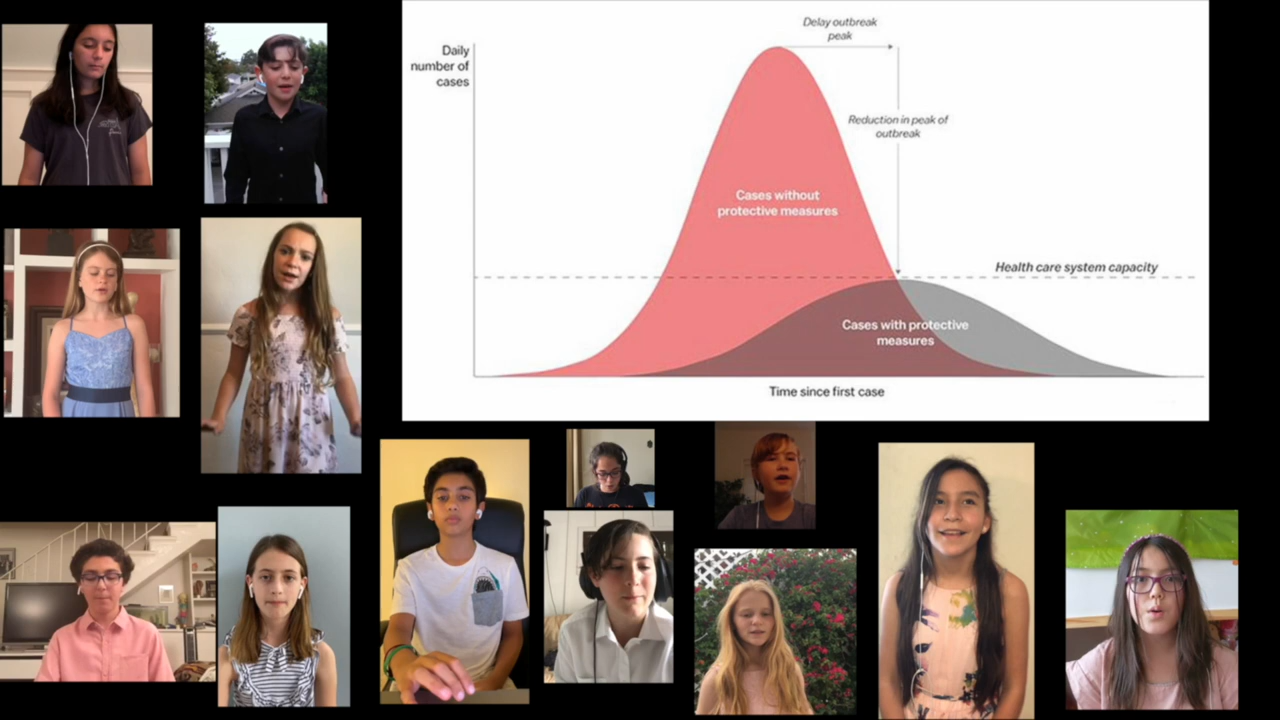 Delay outbreak
peak
Daily
number of
cases
Reduction in peak of
outbreak
Cases without
protective measures
Health care system capacity
Cases with protective
measures
Time since first case